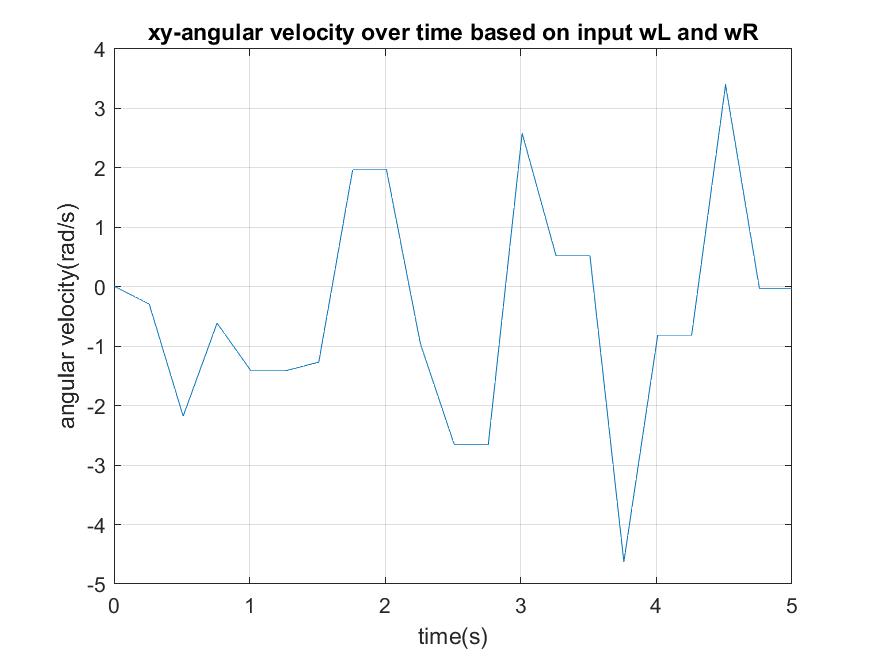 xy-angular velocity over time based on input wL and wR
4
3
2
1
0
-1
-2
-3
-4
-5
angular velocity(rad/s)
0 1 2 3 4 5
time(s)